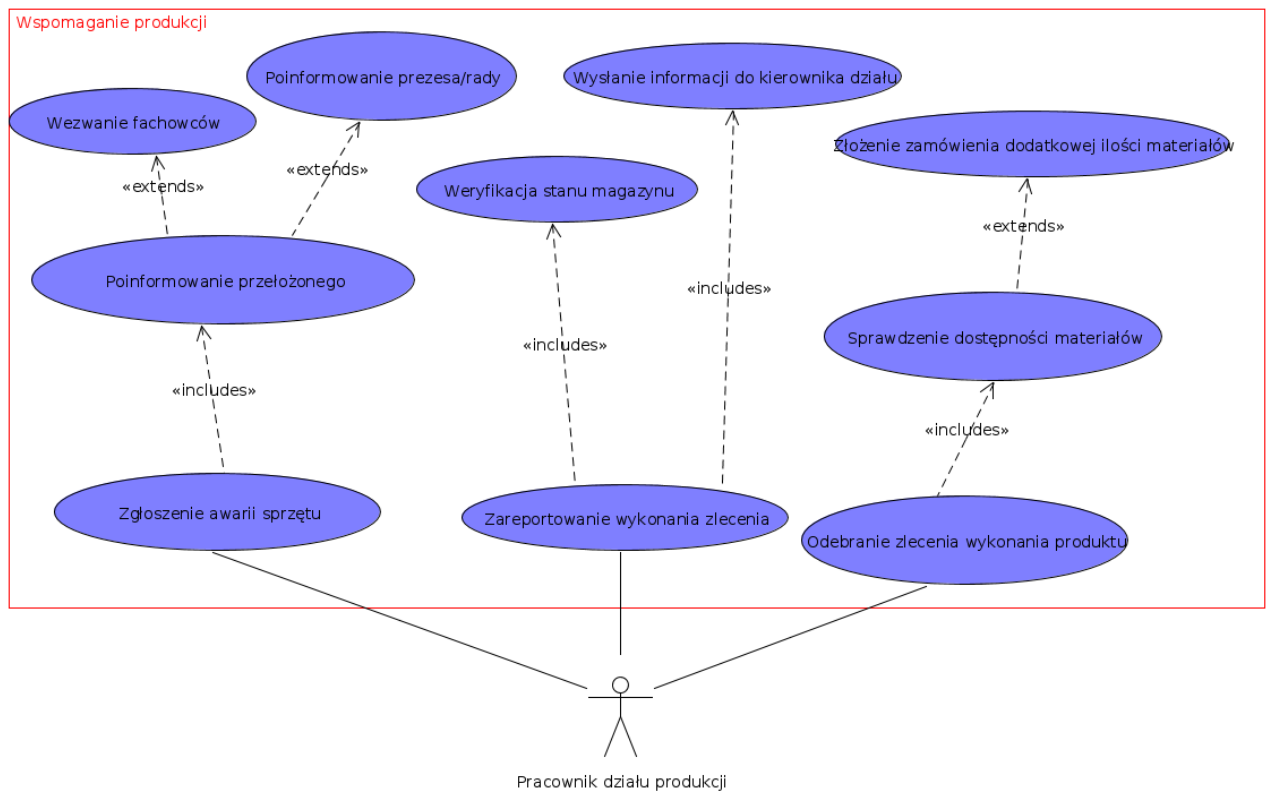 Wspomaganie produkcji
Poinformowanie prezesa/rady
Wysłanie informacji do kierownika działu
Wezwanie fachowców
Złożenie zamówienia dodatkowej ilości materiałów
«extends»
«extends»
Weryfikacja stanu magazynu
«extends»
Poinformowanie przełożonego
«includes»
«includes»
Sprawdzenie dostępności materiałów
«includes»
«includes»
Zgłoszenie awarii sprzętu
Zareportowanie wykonania zlecenia
Odebranie zlecenia wykonania produktu
Pracownik działu produkcji